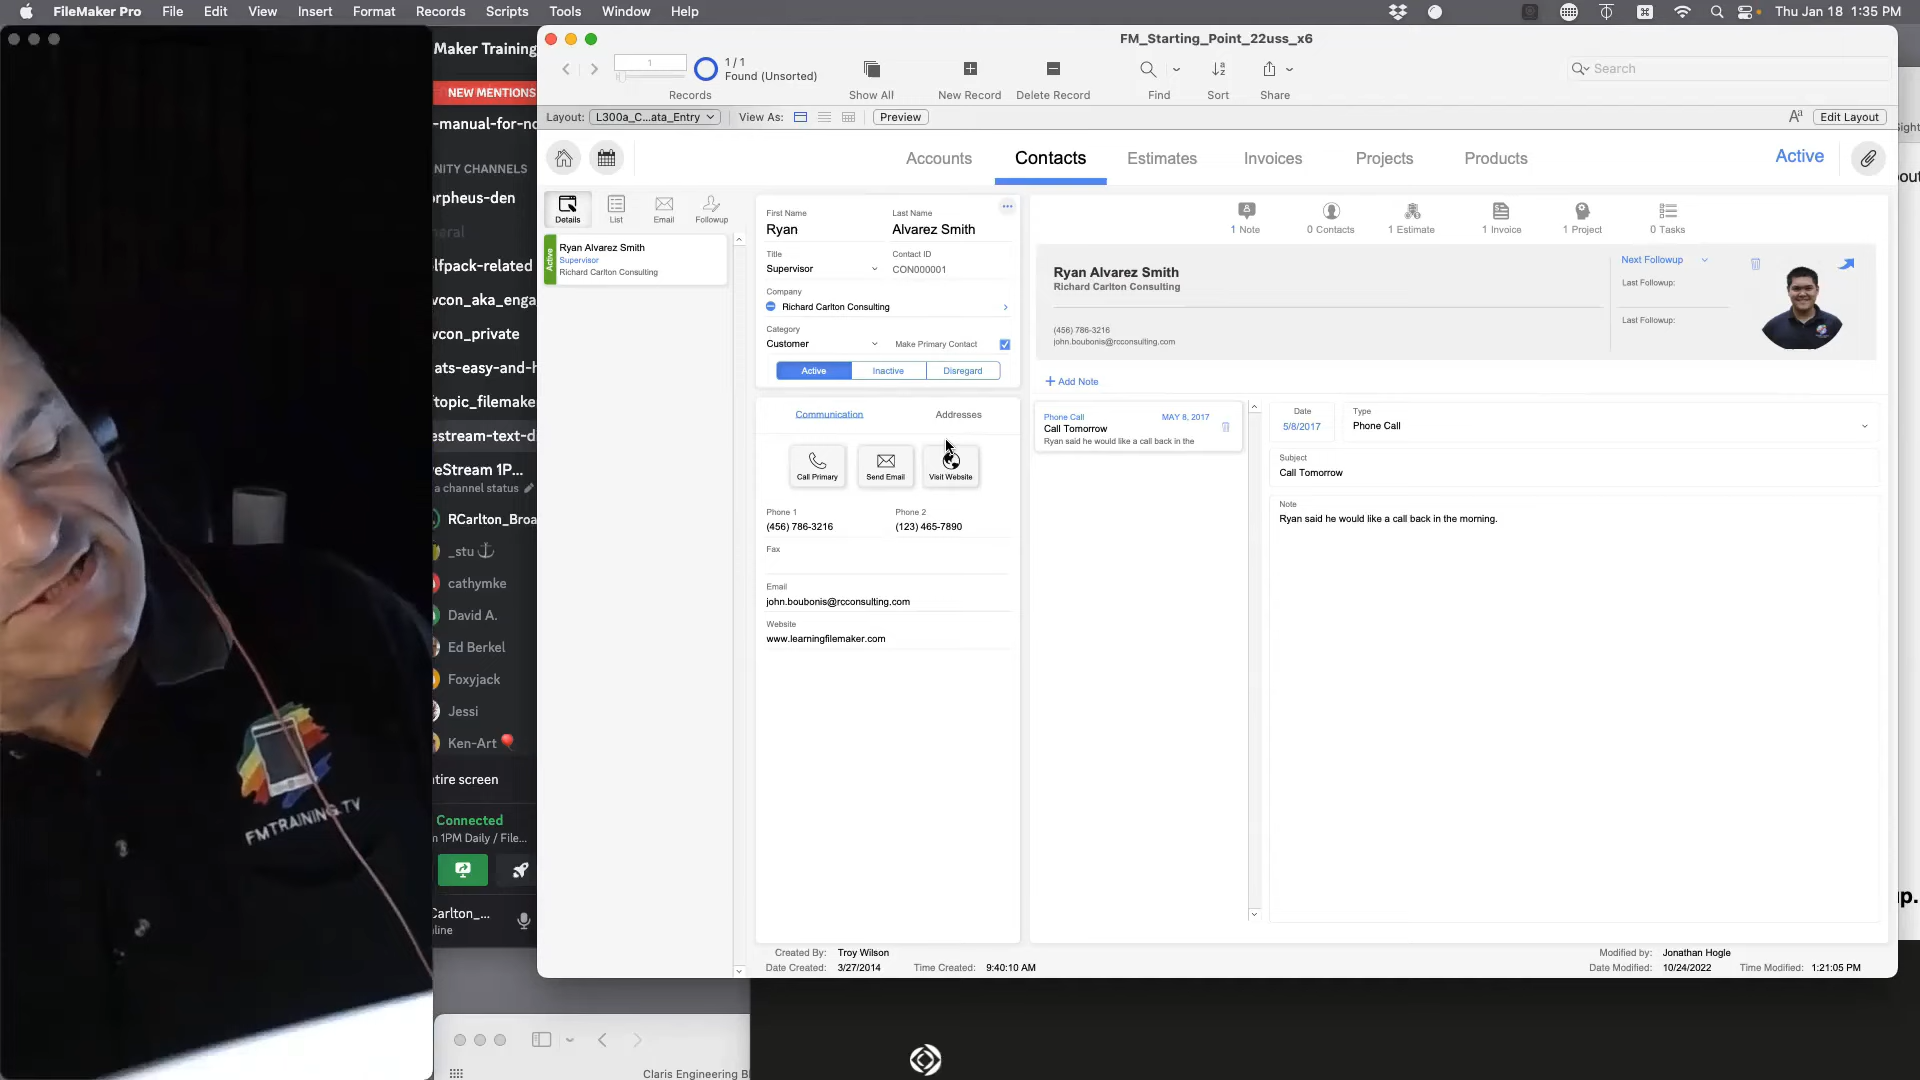 FileMaker Pro File Edit View Insert Format Records Scripts Tools Window Help
Thu Jan 18 1:35 PM
Maker Training
NEW MENTIONS
-manual-for-no
NITY CHANNELS
orpheus-den
neral
lfpack-related
vcon_aka_enga
vcon_private
ats-easy-and-h
topic_filemake
estream-text-d
eStream 1P...
a channel status
RCarlton_Broa
_stu
cathymke
David A.
Ed Berkel
Foxyjack
Jessi
Ken-Art
tire screen
Connected
m 1PM Daily / File...
Carlton_...
line
FMTRAINING.TV
FM_Starting_Point_22uss_x6
1
1 / 1
Found (Unsorted)
Records
Show All
New Record
Delete Record
Find
Sort
Share
Search
Layout: L300a_C...ata_Entry
View As:
Preview
Aa
Edit Layout
Accounts
Contacts
Estimates
Invoices
Projects
Products
Active
Details
List
Email
Followup
Active
Ryan Alvarez Smith
Supervisor
Richard Carlton Consulting
First Name
Last Name
Ryan
Alvarez Smith
Title
Contact ID
Supervisor
CON000001
Company
Richard Carlton Consulting
Category
Customer
Make Primary Contact
Active
Inactive
Disregard
Communication
Addresses
Call Primary
Send Email
Visit Website
Phone 1
Phone 2
(456) 786-3216
(123) 465-7890
Fax
Email
john.boubonis@rcconsulting.com
Website
www.learningfilemaker.com
1 Note
0 Contacts
1 Estimate
1 Invoice
1 Project
0 Tasks
Ryan Alvarez Smith
Richard Carlton Consulting
(456) 786-3216
john.boubonis@rcconsulting.com
Next Followup
Last Followup:
Last Followup:
+ Add Note
Phone Call
MAY 8, 2017
Call Tomorrow
Ryan said he would like a call back in the
Date
5/8/2017
Type
Phone Call
Subject
Call Tomorrow
Note
Ryan said he would like a call back in the morning.
Created By: Troy Wilson
Date Created: 3/27/2014
Time Created: 9:40:10 AM
Modified by: Jonathan Hogle
Date Modified: 10/24/2022
Time Modified: 1:21:05 PM
Claris Engineering B
ight
out
up.